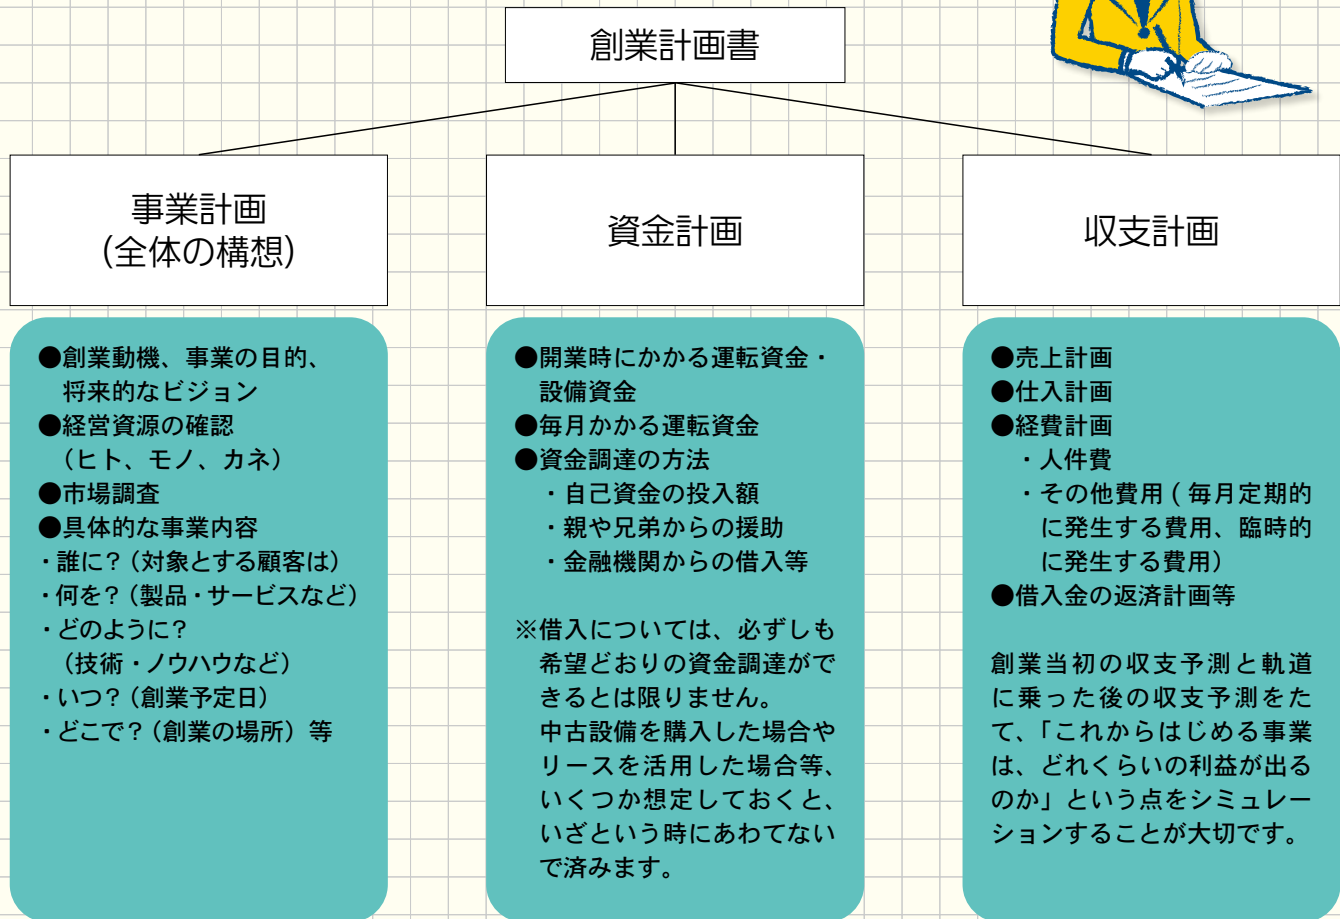 創業計画書
事業計画
(全体の構想)
●創業動機、事業の目的、
将来的なビジョン
●経営資源の確認
（ヒト、モノ、カネ）
●市場調査
●具体的な事業内容
・誰に？（対象とする顧客は）
・何を？（製品・サービスなど）
・どのように？
（技術・ノウハウなど）
・いつ？（創業予定日）
・どこで？（創業の場所）等
資金計画
●開業時にかかる運転資金・
設備資金
●毎月かかる運転資金
●資金調達の方法
・自己資金の投入額
・親や兄弟からの援助
・金融機関からの借入等
※借入については、必ずしも
希望どおりの資金調達がで
きるとは限りません。
中古設備を購入した場合や
リースを活用した場合等、
いくつか想定しておくと、
いざという時にあわてない
で済みます。
収支計画
●売上計画
●仕入計画
●経費計画
・人件費
・その他費用（毎月定期的
に発生する費用、臨時的
に発生する費用）
●借入金の返済計画等
創業当初の収支予測と軌道
に乗った後の収支予測をた
て、「これからはじめる事業
は、どれくらいの利益が出る
のか」という点をシミュレー
ションすることが大切です。